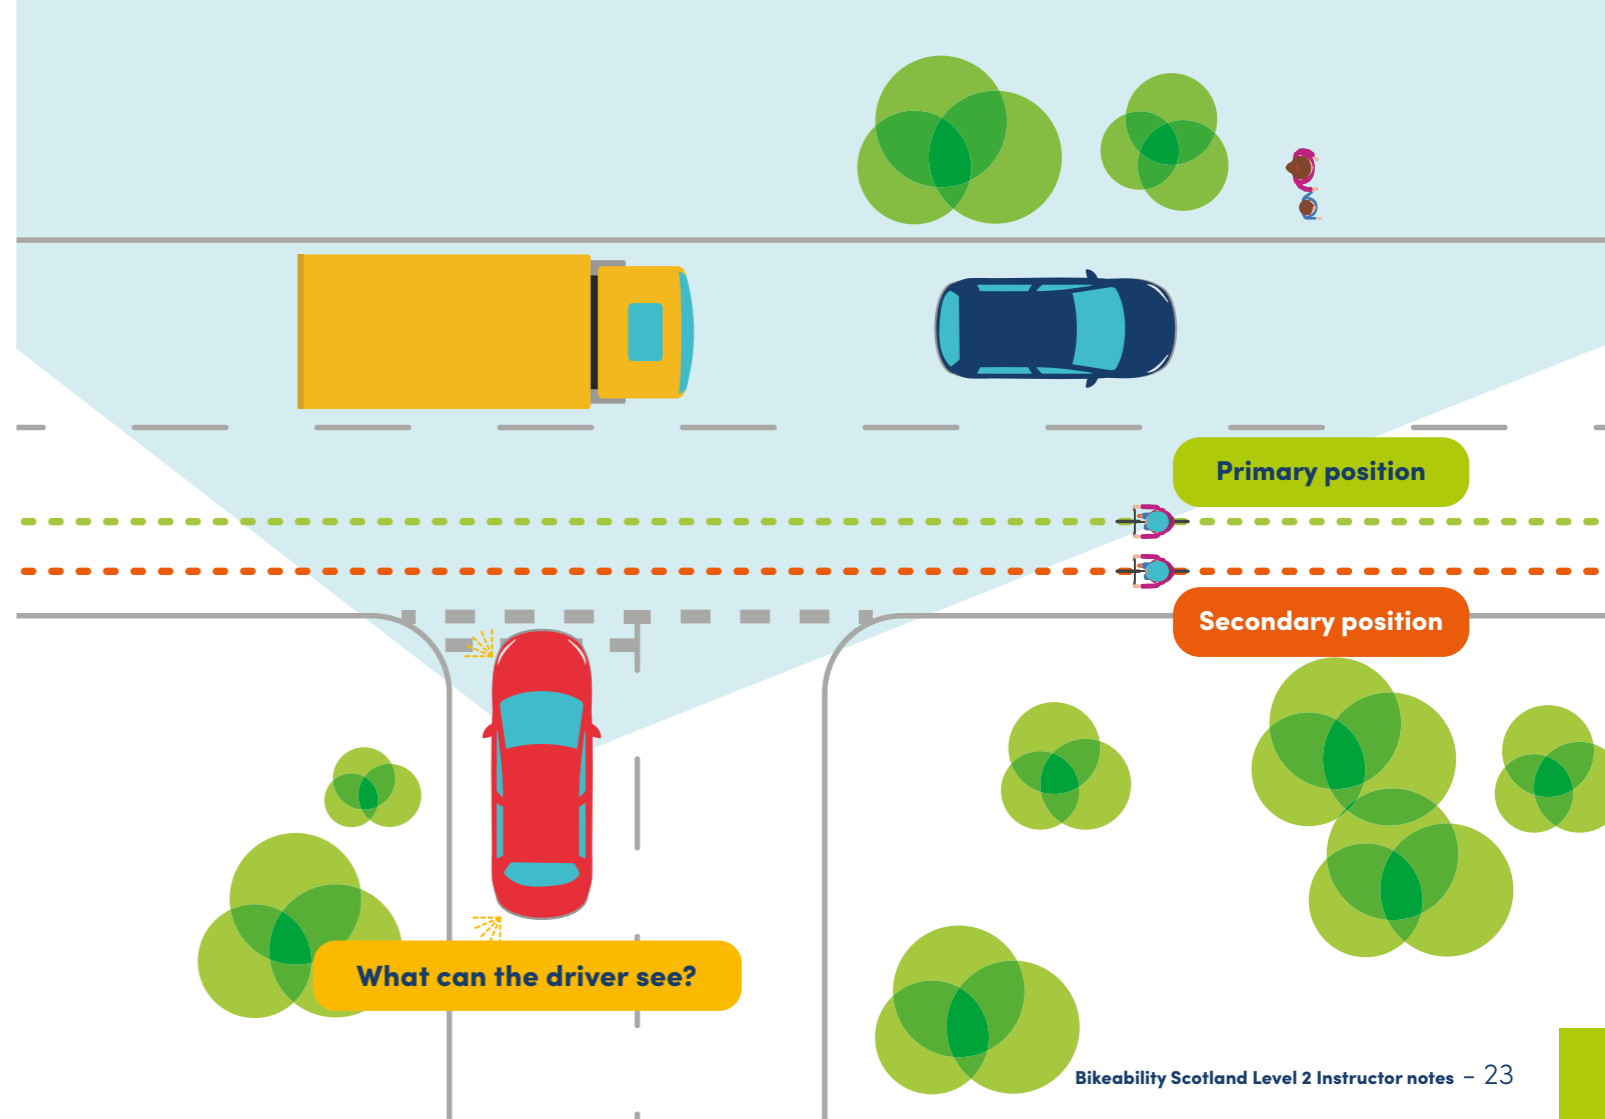 Primary position
Secondary position
What can the driver see?
Bikeability Scotland Level 2 Instructor notes – 23